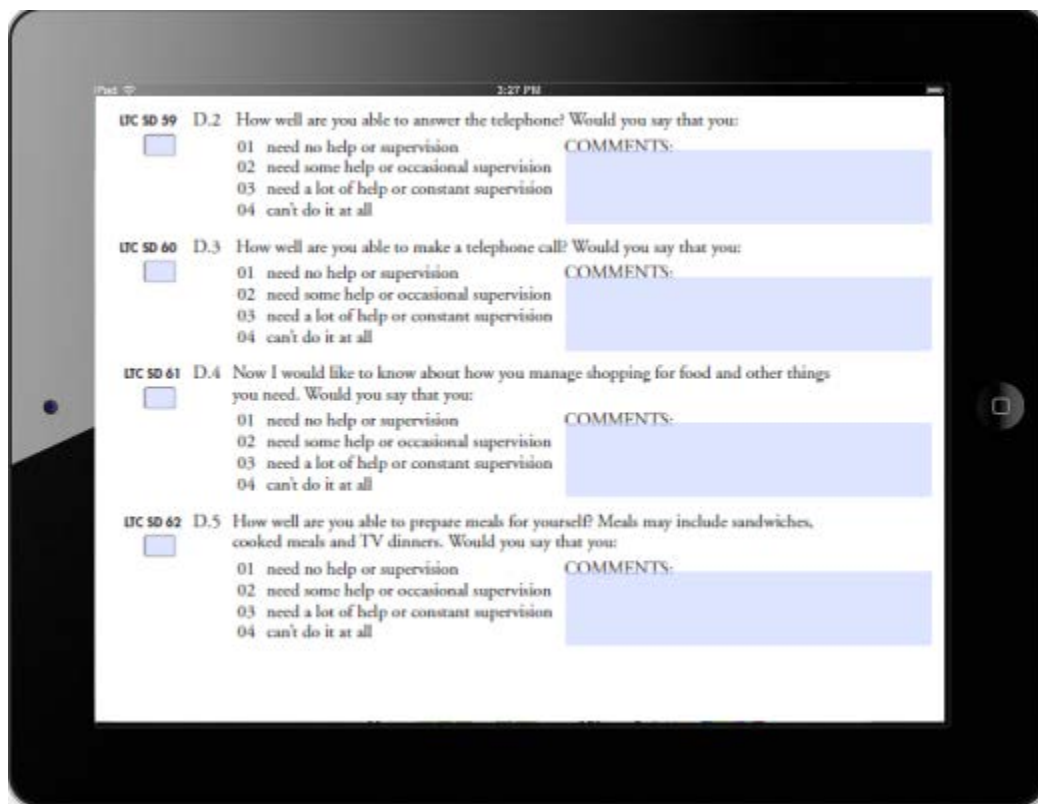 iPad 3:27 PM
LTC SD 59 D.2 How well are you able to answer the telephone? Would you say that you:
01 need no help or supervision COMMENTS:
02 need some help or occasional supervision
03 need a lot of help or constant supervision
04 can't do it at all
LTC SD 60 D.3 How well are you able to make a telephone call? Would you say that you:
01 need no help or supervision COMMENTS:
02 need some help or occasional supervision
03 need a lot of help or constant supervision
04 can't do it at all
LTC SD 61 D.4 Now I would like to know about how you manage shopping for food and other things
you need. Would you say that you:
01 need no help or supervision COMMENTS:
02 need some help or occasional supervision
03 need a lot of help or constant supervision
04 can't do it at all
LTC SD 62 D.5 How well are you able to prepare meals for yourself? Meals may include sandwiches,
cooked meals and TV dinners. Would you say that you:
01 need no help or supervision COMMENTS:
02 need some help or occasional supervision
03 need a lot of help or constant supervision
04 can't do it at all